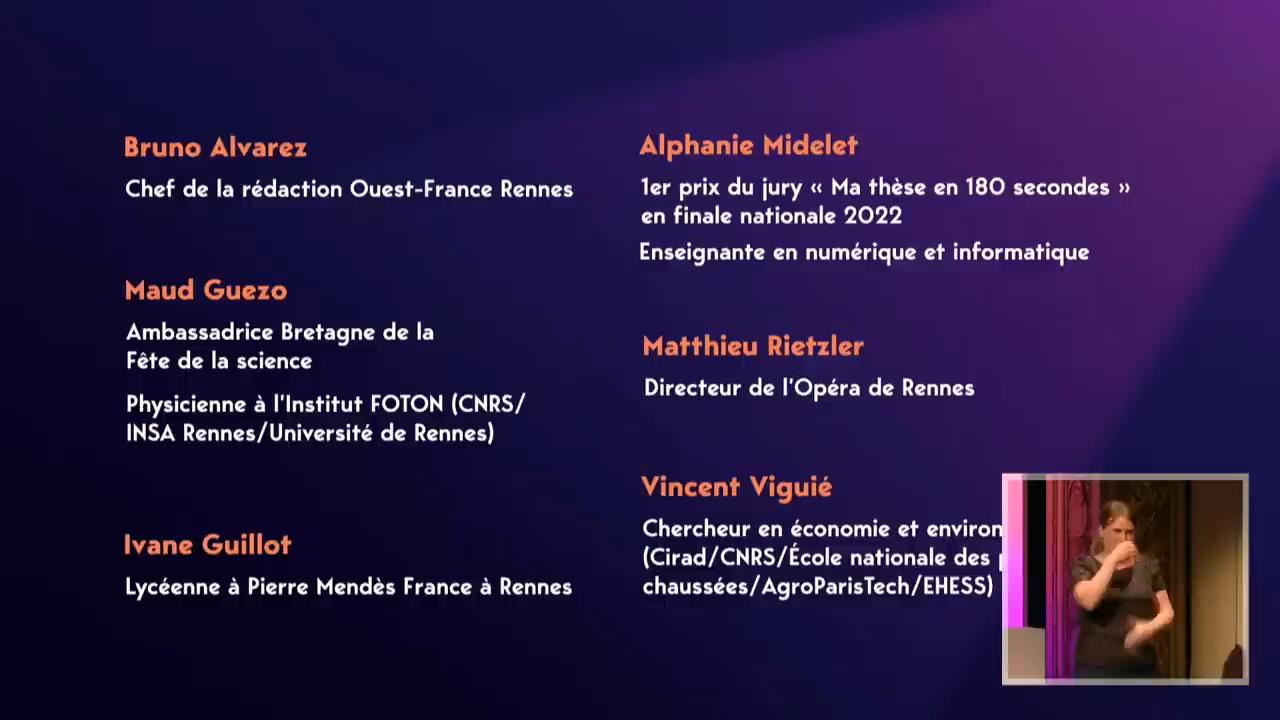 Bruno Alvarez
Chef de la rédaction Ouest-France Rennes
Maud Guezo
Ambassadrice Bretagne de la
Fête de la science
Physicienne à l'Institut FOTON (CNRS/
INSA Rennes/Université de Rennes)
Ivane Guillot
Lycéenne à Pierre Mendès France à Rennes
Alphanie Midelet
1er prix du jury « Ma thèse en 180 secondes »
en finale nationale 2022
Enseignante en numérique et informatique
Matthieu Rietzler
Directeur de l'Opéra de Rennes
Vincent Viguié
Chercheur en économie et environ
(Cirad/CNRS/École nationale des
chaussées/AgroParisTech/EHESS)